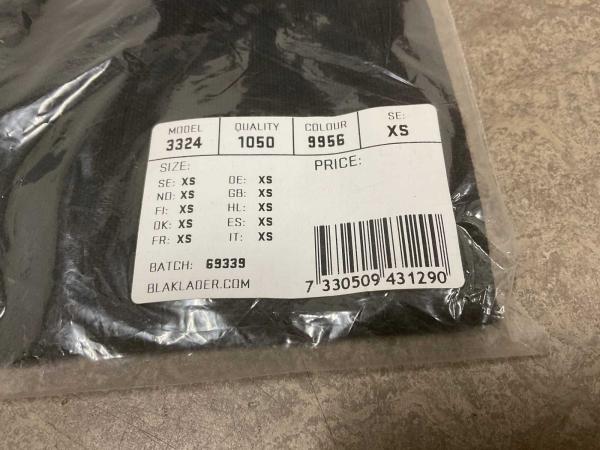 MODEL QUALITY COLOUR SE:
3324 1050 9956 XS
SIZE: PRICE:
SE: XS DE: XS
NO: XS GB: XS
FI: XS HL: XS
DK: XS ES: XS
FR: XS IT: XS
BATCH: 69339
BLAKLADER.COM
7 330509 431290